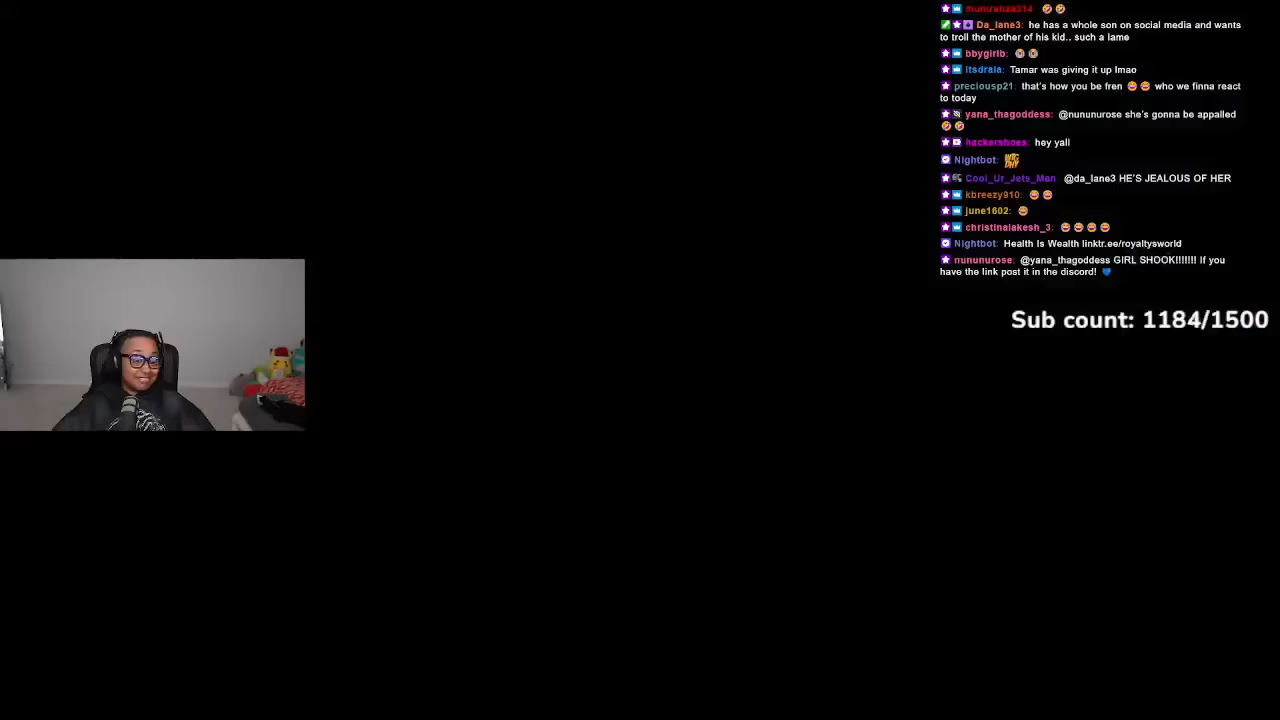 muniranza314:
Da_lane3: he has a whole son on social media and wants
to troll the mother of his kid.. such a lame
bbygirlb:
itsdrala: Tamar was giving it up lmao
preciousp21: that's how you be fren 😂 😂 who we finna react
to today
yana_thagoddess: @nununurose she's gonna be appalled
🤣 🤣
hackershoes: hey yall
Nightbot:
Cool_Ur_Jets_Man @da_lane3 HE'S JEALOUS OF HER
kbreezy910:
june1602:
christinalakesh_3:
Nightbot: Health Is Wealth linktr.ee/royaltysworld
nununurose: @yana_thagoddess GIRL SHOOK!!!!!!! If you
have the link post it in the discord! 💙
Sub count: 1184/1500